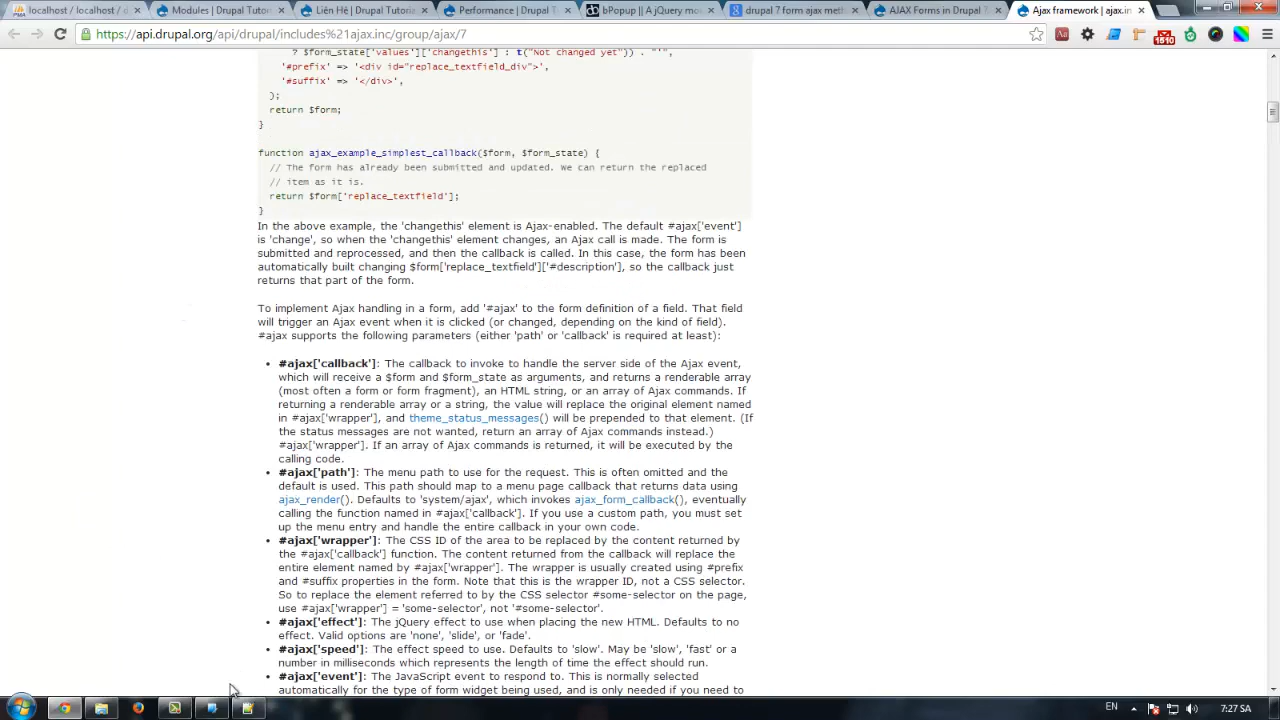 localhost / localhost / d
Modules | Drupal Tutor
Liên Hệ | Drupal Tutoria
Performance | Drupal Tu
bPopup || A jQuery mo
drupal 7 form ajax met
AJAX Forms in Drupal 7
Ajax framework | ajax.in
https://api.drupal.org/api/drupal/includes%21ajax.inc/group/ajax/7
1510
? $form_state['values']['changethis'] : t("Not changed yet")) . "'",
'#prefix' => '<div id="replace_textfield_div">',
'#suffix' => '</div>',
);
return $form;
}
function ajax_example_simplest_callback($form, $form_state) {
// The form has already been submitted and updated. We can return the replaced
// item as it is.
return $form['replace_textfield'];
}
In the above example, the 'changethis' element is Ajax-enabled. The default #ajax['event']
is 'change', so when the 'changethis' element changes, an Ajax call is made. The form is
submitted and reprocessed, and then the callback is called. In this case, the form has been
automatically built changing $form['replace_textfield']['#description'], so the callback just
returns that part of the form.
To implement Ajax handling in a form, add '#ajax' to the form definition of a field. That field
will trigger an Ajax event when it is clicked (or changed, depending on the kind of field).
#ajax supports the following parameters (either 'path' or 'callback' is required at least):
• #ajax['callback']: The callback to invoke to handle the server side of the Ajax event,
which will receive a $form and $form_state as arguments, and returns a renderable array
(most often a form or form fragment), an HTML string, or an array of Ajax commands. If
returning a renderable array or a string, the value will replace the original element named
in #ajax['wrapper'], and theme_status_messages() will be prepended to that element. (If
the status messages are not wanted, return an array of Ajax commands instead.)
#ajax['wrapper']. If an array of Ajax commands is returned, it will be executed by the
calling code.
• #ajax['path']: The menu path to use for the request. This is often omitted and the
default is used. This path should map to a menu page callback that returns data using
ajax_render(). Defaults to 'system/ajax', which invokes ajax_form_callback(), eventually
calling the function named in #ajax['callback']. If you use a custom path, you must set
up the menu entry and handle the entire callback in your own code.
• #ajax['wrapper']: The CSS ID of the area to be replaced by the content returned by
the #ajax['callback'] function. The content returned from the callback will replace the
entire element named by #ajax['wrapper']. The wrapper is usually created using #prefix
and #suffix properties in the form. Note that this is the wrapper ID, not a CSS selector.
So to replace the element referred to by the CSS selector #some-selector on the page,
use #ajax['wrapper'] = 'some-selector', not '#some-selector'.
• #ajax['effect']: The jQuery effect to use when placing the new HTML. Defaults to no
effect. Valid options are 'none', 'slide', or 'fade'.
• #ajax['speed']: The effect speed to use. Defaults to 'slow'. May be 'slow', 'fast' or a
number in milliseconds which represents the length of time the effect should run.
• #ajax['event']: The JavaScript event to respond to. This is normally selected
automatically for the type of form widget being used, and is only needed if you need to
EN
7:27 SA